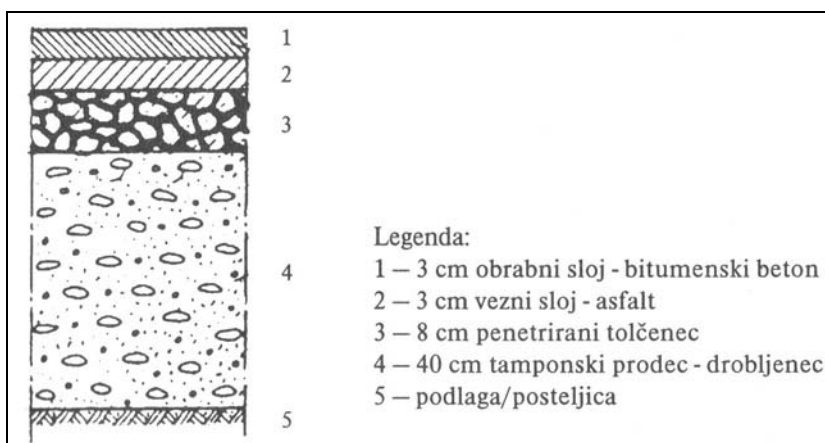 1
2
3
4
5
Legenda:
1 – 3 cm obrabni sloj - bitumenski beton
2 – 3 cm vezni sloj - asfalt
3 – 8 cm penetrirani tolčenec
4 – 40 cm tamponski prodec - drobljenec
5 – podlaga/posteljica